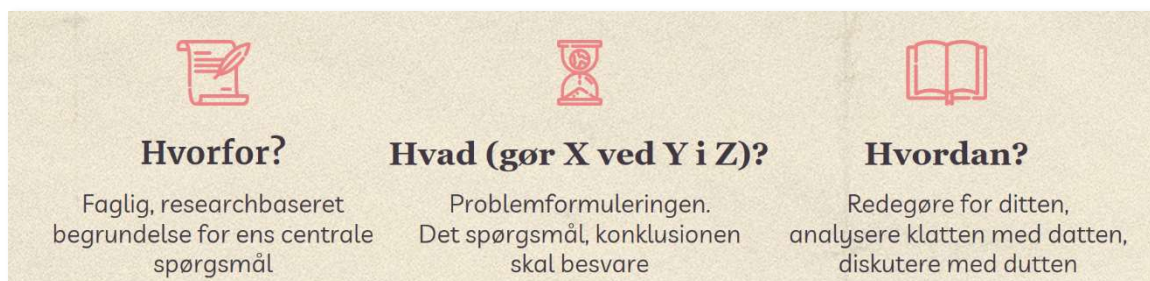 Hvorfor?
Faglig, researchbaseret
begrundelse for ens centrale
spørgsmål
Hvad (gør X ved Y i Z)?
Problemformuleringen.
Det spørgsmål, konklusionen
skal besvare
Hvordan?
Redegøre for ditten,
analysere klatten med datten,
diskutere med dutten